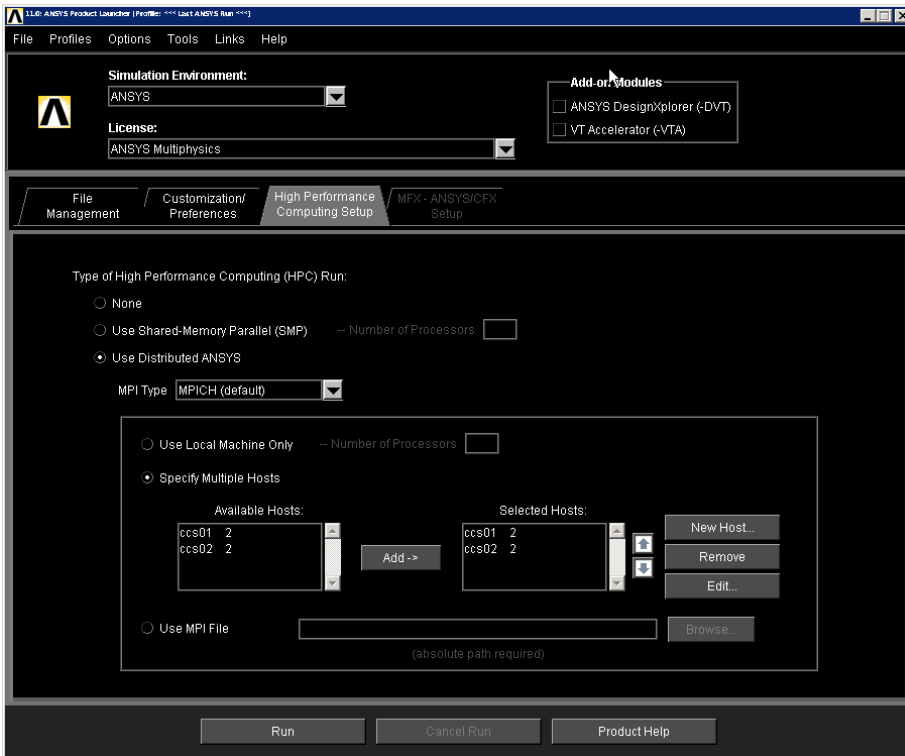 11.0: ANSYS Product Launcher [Profile: <<< Last ANSYS Run <<<]
File Profiles Options Tools Links Help
Simulation Environment:
ANSYS
License:
ANSYS Multiphysics
Add-on Modules
ANSYS DesignXplorer (-DVT)
VT Accelerator (-VTA)
File
Management
Customization/
Preferences
High Performance
Computing Setup
MFX - ANSYS/CFX
Setup
Type of High Performance Computing (HPC) Run:
None
Use Shared-Memory Parallel (SMP) -- Number of Processors
Use Distributed ANSYS
MPI Type MPICH (default)
Use Local Machine Only -- Number of Processors
Specify Multiple Hosts
Available Hosts:
ccs01 2
ccs02 2
Add ->
Selected Hosts:
ccs01 2
ccs02 2
New Host...
Remove
Edit...
Use MPI File
Browse...
(absolute path required)
Run Cancel Run Product Help